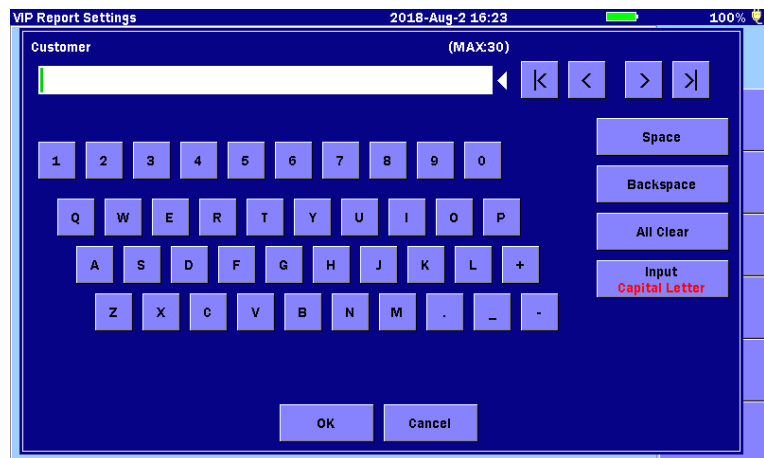 VIP Report Settings 2018-Aug-2 16:23 100%
Customer (MAX:30)
|< < > >|
Space
1 2 3 4 5 6 7 8 9 0
Backspace
Q W E R T Y U I O P
All Clear
A S D F G H J K L +
Input
Capital Letter
Z X C V B N M . _ -
OK Cancel